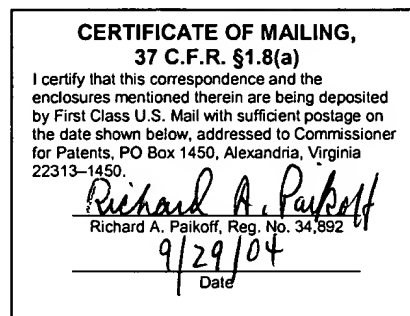 CERTIFICATE OF MAILING,
37 C.F.R. §1.8(a)
I certify that this correspondence and the
enclosures mentioned therein are being deposited
by First Class U.S. Mail with sufficient postage on
the date shown below, addressed to Commissioner
for Patents, PO Box 1450, Alexandria, Virginia
22313–1450.
Richard A. Paikoff
Richard A. Paikoff, Reg. No. 34,892
9/29/04
Date